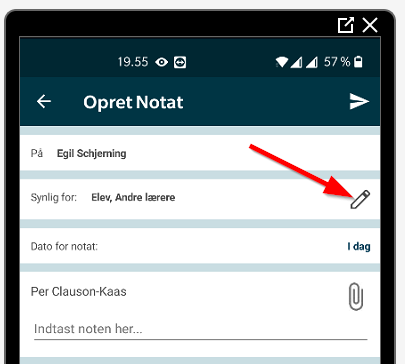 19.55 57 %
Opret Notat
På Egil Schjerning
Synlig for: Elev, Andre lærere
Dato for notat: I dag
Per Clauson-Kaas
Indtast noten her...